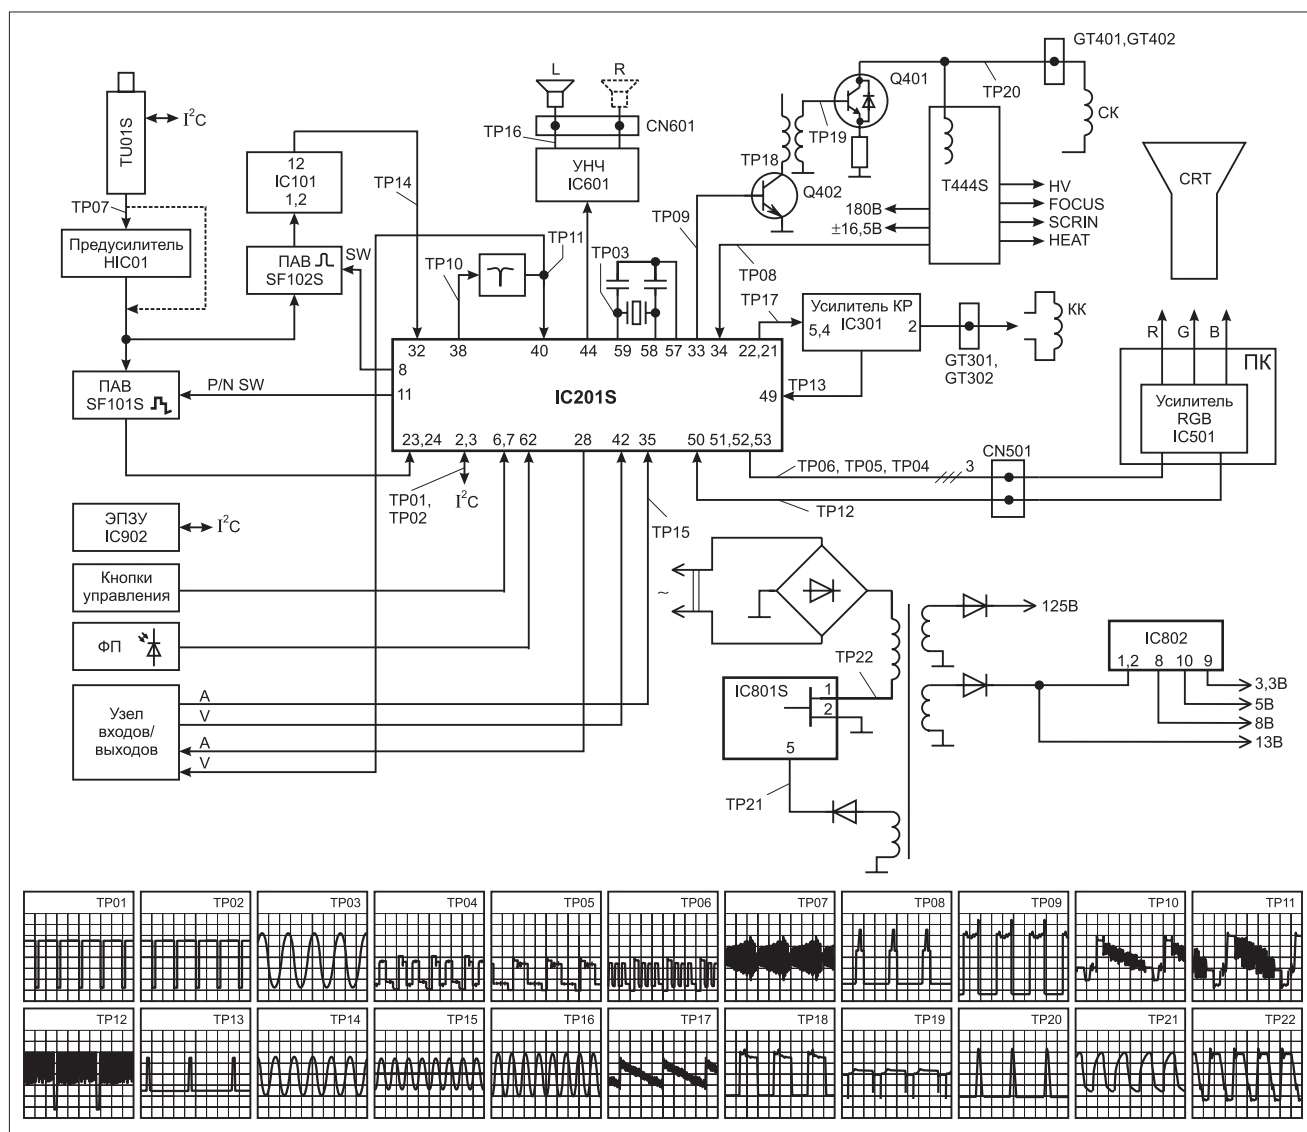 GT401,GT402
Q401
TP20
СК
TP19
L
R
CN601
TP16
УНЧ
IC601
TU01S
I²C
12
IC101
1,2
TP14
TP07
Предусилитель
HIC01
ПАВ
SF102S
SW
TP10
TP11
TP03
TP18
Q402
TP09
TP08
T444S
180В
±16,5В
HV
FOCUS
SCRIN
HEAT
CRT
TP17
Усилитель КР
5,4
IC301
2
КК
GT301,
GT302
R
G
B
ПК
32
38
40
44
59
58
57
33
34
22,21
8
11
IC201S
49
TP13
ПАВ
SF101S
P/N SW
23,24
2,3
6,7
62
28
42
35
50
51,52,53
Усилитель
RGB
IC501
CN501
TP06, TP05, TP04
3
TP12
TP01,
TP02
I²C
TP15
ЭПЗУ
IC902
I²C
Кнопки
управления
ФП
Узел
входов/
выходов
A
V
A
V
~
125В
IC802
1,2
8
10
9
3,3В
5В
8В
13В
TP22
IC801S
1
2
5
TP21
TP01
TP02
TP03
TP04
TP05
TP06
TP07
TP08
TP09
TP10
TP11
TP12
TP13
TP14
TP15
TP16
TP17
TP18
TP19
TP20
TP21
TP22